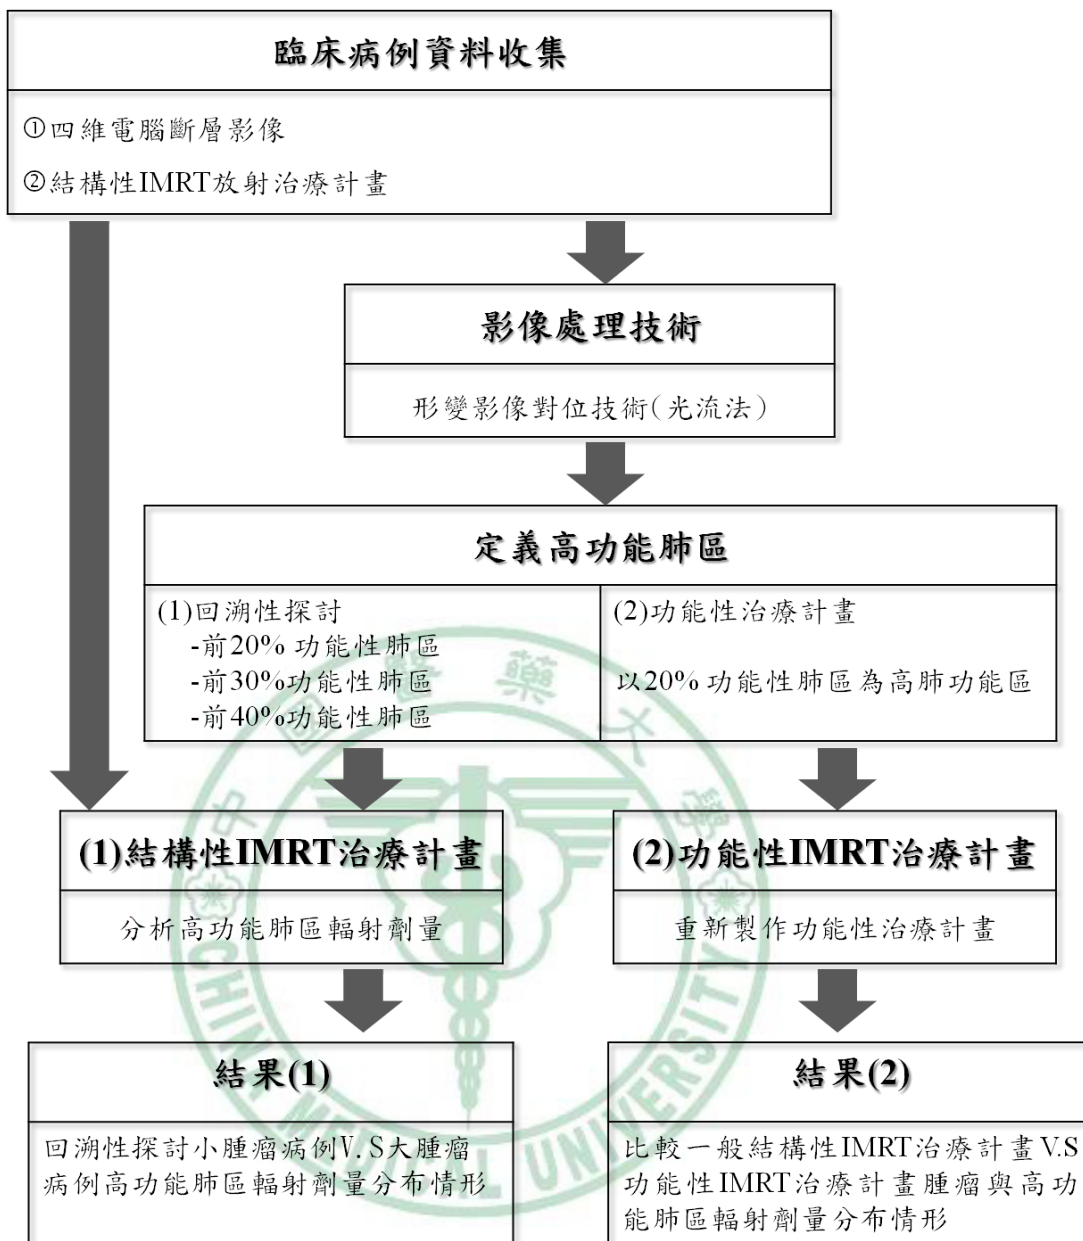 臨床病例資料收集
①四維電腦斷層影像
②結構性IMRT放射治療計畫
影像處理技術
形變影像對位技術(光流法)
定義高功能肺區
(1)回溯性探討
-前20% 功能性肺區
-前30%功能性肺區
-前40%功能性肺區
(2)功能性治療計畫
以20% 功能性肺區為高肺功能區
(1)結構性IMRT治療計畫
分析高功能肺區輻射劑量
(2)功能性IMRT治療計畫
重新製作功能性治療計畫
結果(1)
回溯性探討小腫瘤病例V.S大腫瘤
病例高功能肺區輻射劑量分布情形
結果(2)
比較一般結構性IMRT治療計畫V.S
功能性IMRT治療計畫腫瘤與高功
能肺區輻射劑量分布情形
中國醫藥大學
CHINA MEDICAL UNIVERSITY